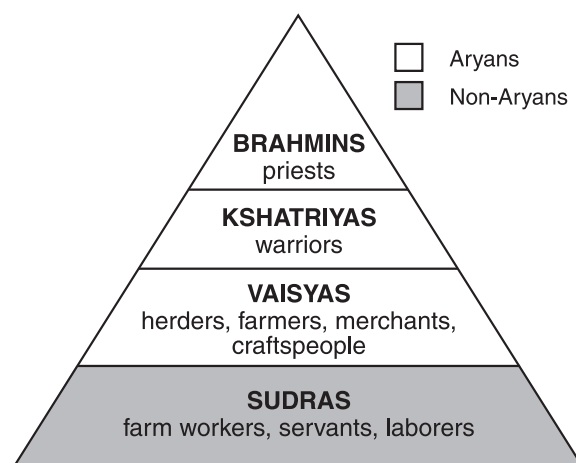 Aryans
Non-Aryans
BRAHMINS
priests
KSHATRIYAS
warriors
VAISYAS
herders, farmers, merchants,
craftspeople
SUDRAS
farm workers, servants, laborers